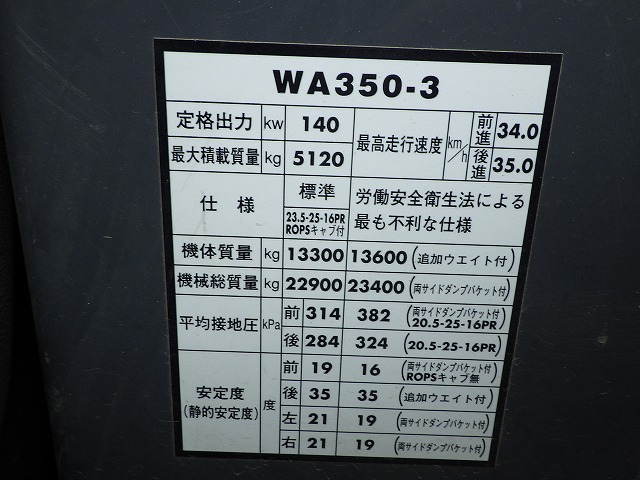 WA350-3
定格出力 kw 140 最高走行速度 km/h 前進 34.0
最大積載質量 kg 5120 後進 35.0
仕様 標準 労働安全衛生法による
23.5-25-16PR 最も不利な仕様
ROPSキャブ付
機体質量 kg 13300 13600 (追加ウエイト付)
機械総質量 kg 22900 23400 (両サイドダンプバケット付)
平均接地圧 kPa 前 314 382 (両サイドダンプバケット付
20.5-25-16PR)
後 284 324 (20.5-25-16PR)
安定度 (静的安定度) 度 前 19 16 (両サイドダンプバケット付
ROPSキャブ無)
後 35 35 (追加ウエイト付)
左 21 19 (両サイドダンプバケット付)
右 21 19 (両サイドダンプバケット付)